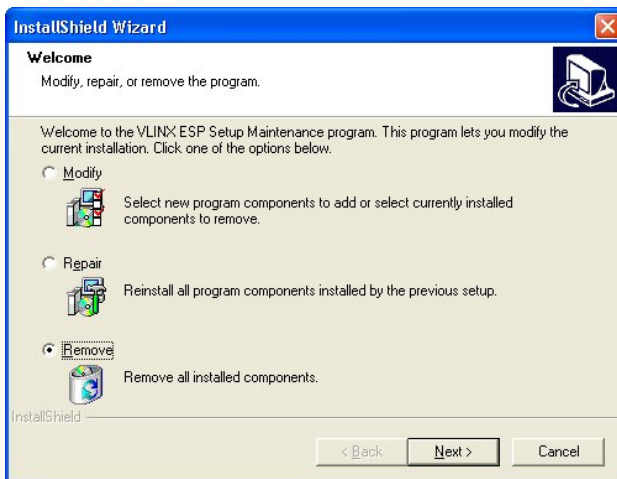 InstallShield Wizard
Welcome
Modify, repair, or remove the program.
Welcome to the VLINX ESP Setup Maintenance program. This program lets you modify the
current installation. Click one of the options below.
Modify
Select new program components to add or select currently installed
components to remove.
Repair
Reinstall all program components installed by the previous setup.
Remove
Remove all installed components.
InstallShield
< Back
Next >
Cancel